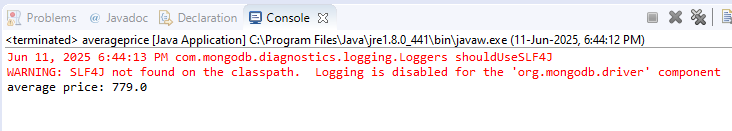 Problems Javadoc Declaration Console
<terminated> averageprice [Java Application] C:\Program Files\Java\jre1.8.0_441\bin\javaw.exe (11-Jun-2025, 6:44:12 PM)
Jun 11, 2025 6:44:13 PM com.mongodb.diagnostics.logging.Loggers shouldUseSLF4J
WARNING: SLF4J not found on the classpath.  Logging is disabled for the 'org.mongodb.driver' component
average price: 779.0